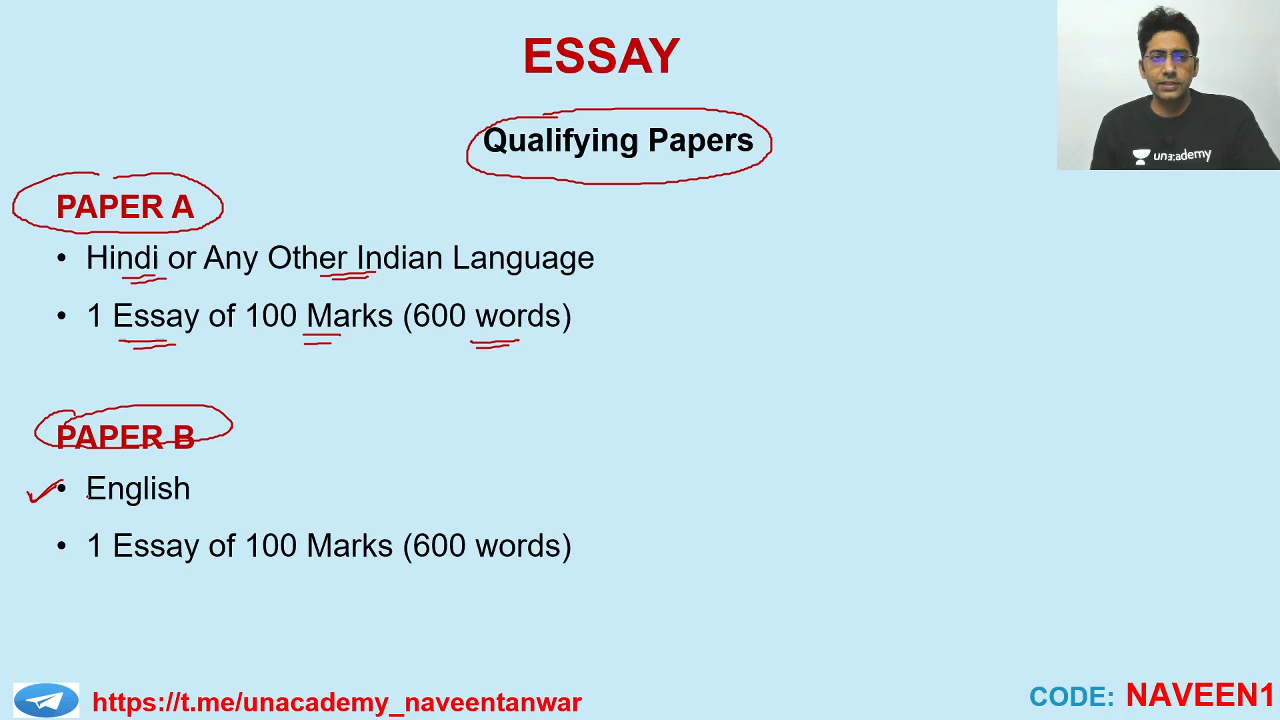 ESSAY
Qualifying Papers
unacademy
PAPER A
• Hindi or Any Other Indian Language
• 1 Essay of 100 Marks (600 words)
PAPER B
• English
• 1 Essay of 100 Marks (600 words)
https://t.me/unacademy_naveentanwar
CODE: NAVEEN1